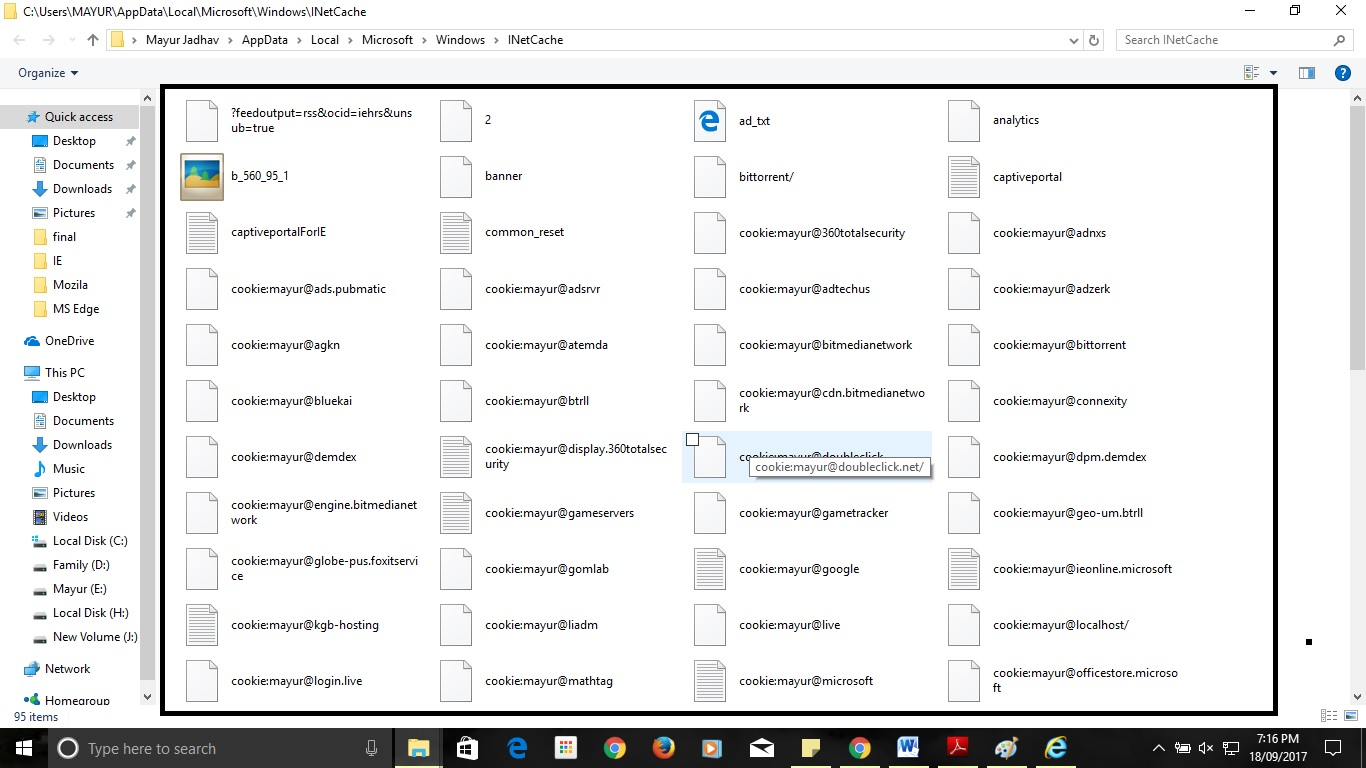 C:\Users\MAYUR\AppData\Local\Microsoft\Windows\INetCache
Mayur Jadhav > AppData > Local > Microsoft > Windows > INetCache
Search INetCache
Organize
Quick access
Desktop
Documents
Downloads
Pictures
final
IE
Mozila
MS Edge
OneDrive
This PC
Desktop
Documents
Downloads
Music
Pictures
Videos
Local Disk (C:)
Family (D:)
Mayur (E:)
Local Disk (H:)
New Volume (J:)
Network
Homegroup
?feedoutput=rss&ocid=iehrs&uns
ub=true
2
ad_txt
analytics
b_560_95_1
banner
bittorrent/
captiveportal
captiveportalForIE
common_reset
cookie:mayur@360totalsecurity
cookie:mayur@adnxs
cookie:mayur@ads.pubmatic
cookie:mayur@adsrvr
cookie:mayur@adtechus
cookie:mayur@adzerk
cookie:mayur@agkn
cookie:mayur@atemda
cookie:mayur@bitmedianetwork
cookie:mayur@bittorrent
cookie:mayur@bluekai
cookie:mayur@btrll
cookie:mayur@cdn.bitmedianetwo
rk
cookie:mayur@connexity
cookie:mayur@demdex
cookie:mayur@display.360totalsec
urity
cookie:mayur@doubleclick
cookie:mayur@doubleclick.net/
cookie:mayur@dpm.demdex
cookie:mayur@engine.bitmedianet
work
cookie:mayur@gameservers
cookie:mayur@gametracker
cookie:mayur@geo-um.btrll
cookie:mayur@globe-pus.foxitservi
ce
cookie:mayur@gomlab
cookie:mayur@google
cookie:mayur@ieonline.microsoft
cookie:mayur@kgb-hosting
cookie:mayur@liadm
cookie:mayur@live
cookie:mayur@localhost/
cookie:mayur@login.live
cookie:mayur@mathtag
cookie:mayur@microsoft
cookie:mayur@officestore.microso
ft
95 items
Type here to search
7:16 PM
18/09/2017